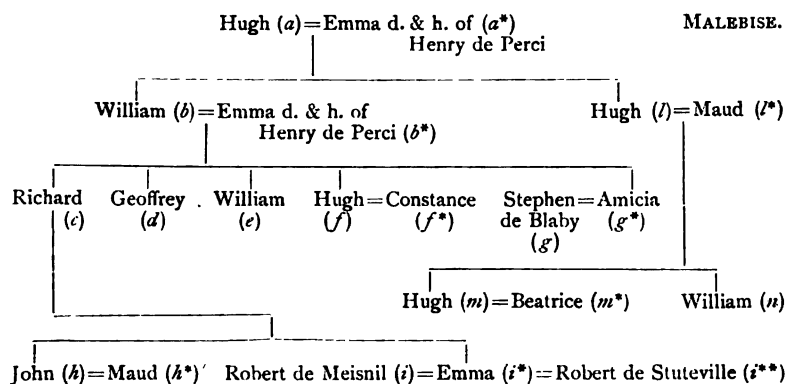 Hugh (a)=Emma d. & h. of (a*) MALEBISE.
Henry de Perci
William (b)=Emma d. & h. of Hugh (l)=Maud (l*)
Henry de Perci (b*)
Richard Geoffrey . William Hugh=Constance Stephen=Amicia
(c) (d) (e) (f) (f*) de Blaby (g*)
(g)
Hugh (m)=Beatrice (m*) William (n)
John (h)=Maud (h*) Robert de Meisnil (i)=Emma (i*)=Robert de Stuteville (i**)